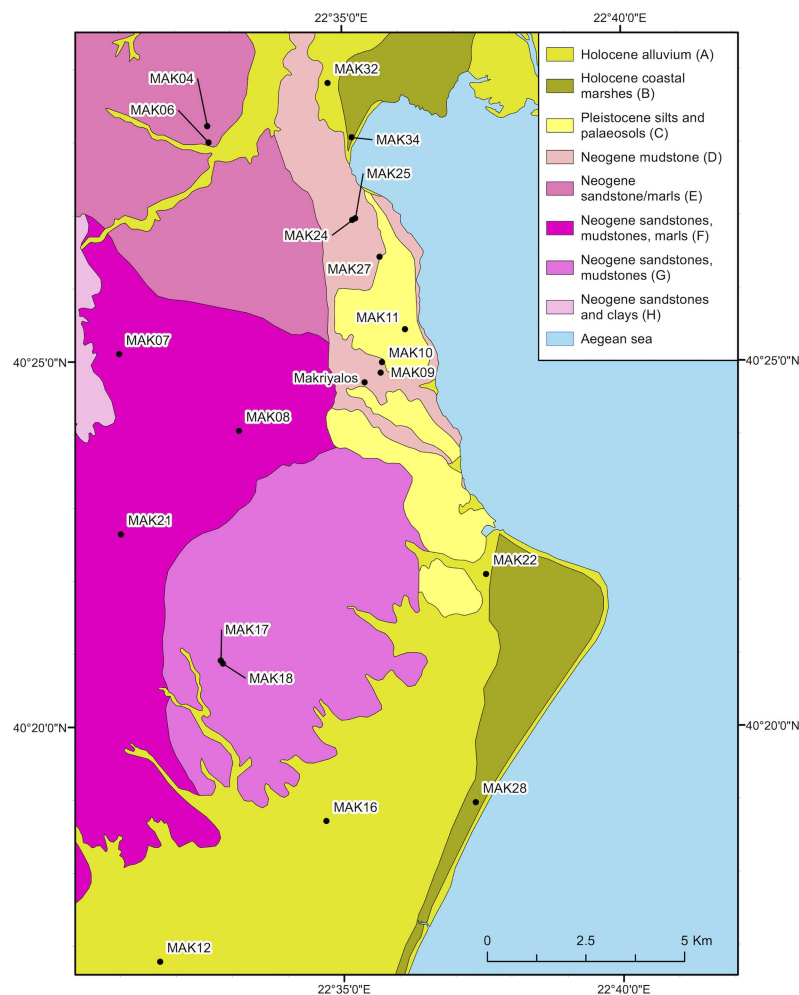 22°35'0"E
22°40'0"E
MAK04
MAK32
MAK06
MAK34
MAK25
MAK24
MAK27
MAK11
MAK07
MAK10
MAK09
Makriyalos
MAK08
MAK21
MAK22
MAK17
MAK18
MAK28
MAK16
MAK12
40°25'0"N
40°25'0"N
40°20'0"N
40°20'0"N
Holocene alluvium (A)
Holocene coastal
marshes (B)
Pleistocene silts and
palaeosols (C)
Neogene mudstone (D)
Neogene
sandstone/marls (E)
Neogene sandstones,
mudstones, marls (F)
Neogene sandstones,
mudstones (G)
Neogene sandstones
and clays (H)
Aegean sea
0 2.5 5 Km
22°35'0"E
22°40'0"E